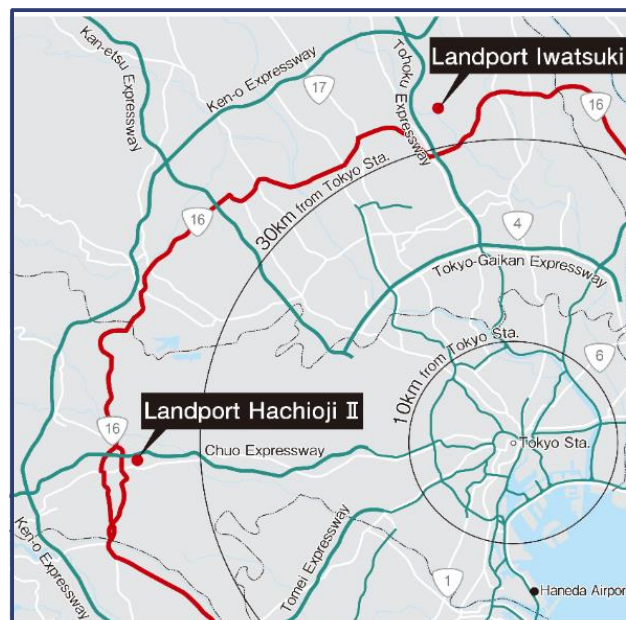 Kan-etsu Expressway
Ken-o Expressway
17
Tohoku Expressway
Landport Iwatsuki
16
30km from Tokyo Sta.
16
4
Tokyo-Gaikan Expressway
10km from Tokyo Sta.
6
Landport Hachioji Ⅱ
16
Chuo Expressway
Tokyo Sta.
Ken-o Expressway
Tomei Expressway
1
Haneda Airpor